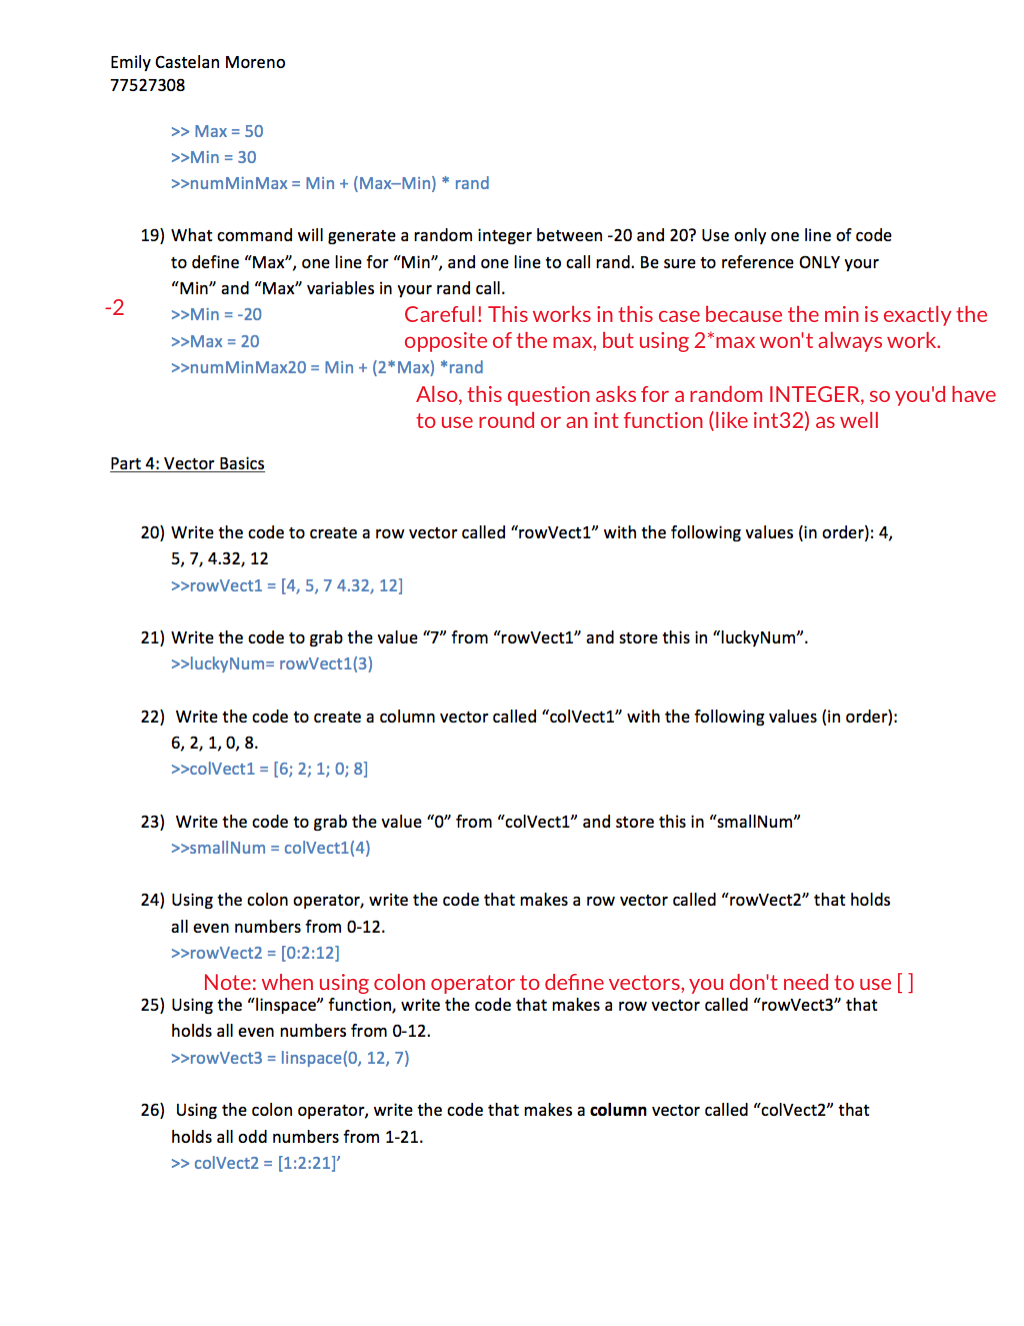 Emily Castelan Moreno
77527308
>> Max = 50
>>Min = 30
>>numMinMax = Min + (Max–Min) * rand
19) What command will generate a random integer between -20 and 20? Use only one line of code
to define “Max”, one line for “Min”, and one line to call rand. Be sure to reference ONLY your
“Min” and “Max” variables in your rand call.
-2
>>Min = -20
Careful! This works in this case because the min is exactly the
>>Max = 20
opposite of the max, but using 2*max won't always work.
>>numMinMax20 = Min + (2*Max) *rand
Also, this question asks for a random INTEGER, so you'd have
to use round or an int function (like int32) as well
Part 4: Vector Basics
20) Write the code to create a row vector called “rowVect1” with the following values (in order): 4,
5, 7, 4.32, 12
>>rowVect1 = [4, 5, 7 4.32, 12]
21) Write the code to grab the value “7” from “rowVect1” and store this in “luckyNum”.
>>luckyNum= rowVect1(3)
22) Write the code to create a column vector called “colVect1” with the following values (in order):
6, 2, 1, 0, 8.
>>colVect1 = [6; 2; 1; 0; 8]
23) Write the code to grab the value “0” from “colVect1” and store this in “smallNum”
>>smallNum = colVect1(4)
24) Using the colon operator, write the code that makes a row vector called “rowVect2” that holds
all even numbers from 0-12.
>>rowVect2 = [0:2:12]
Note: when using colon operator to define vectors, you don't need to use [ ]
25) Using the “linspace” function, write the code that makes a row vector called “rowVect3” that
holds all even numbers from 0-12.
>>rowVect3 = linspace(0, 12, 7)
26) Using the colon operator, write the code that makes a column vector called “colVect2” that
holds all odd numbers from 1-21.
>> colVect2 = [1:2:21]’